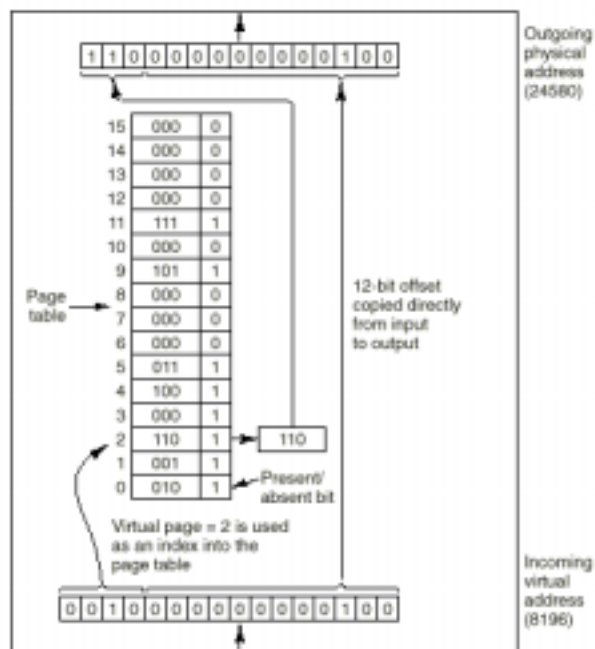 Outgoing
physical
address
(24580)
1 1 0 0 0 0 0 0 0 0 0 0 1 0 0
15 000 0
14 000 0
13 000 0
12 000 0
11 111 1
10 000 0
9 101 1
8 000 0
7 000 0
6 000 0
5 011 1
4 100 1
3 000 1
2 110 1
1 001 1
0 010 1
Page
table
110
12-bit offset
copied directly
from input
to output
Present/
absent bit
Virtual page = 2 is used
as an index into the
page table
0 0 1 0 0 0 0 0 0 0 0 0 0 1 0 0
Incoming
virtual
address
(8196)